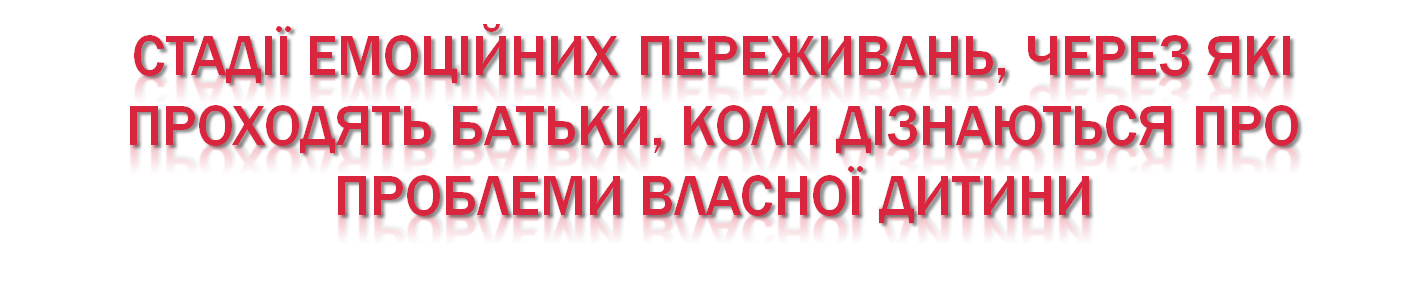 СТАДІЇ ЕМОЦІЙНИХ ПЕРЕЖИВАНЬ, ЧЕРЕЗ ЯКІ
ПРОХОДЯТЬ БАТЬКИ, КОЛИ ДІЗНАЮТЬСЯ ПРО
ПРОБЛЕМИ ВЛАСНОЇ ДИТИНИ